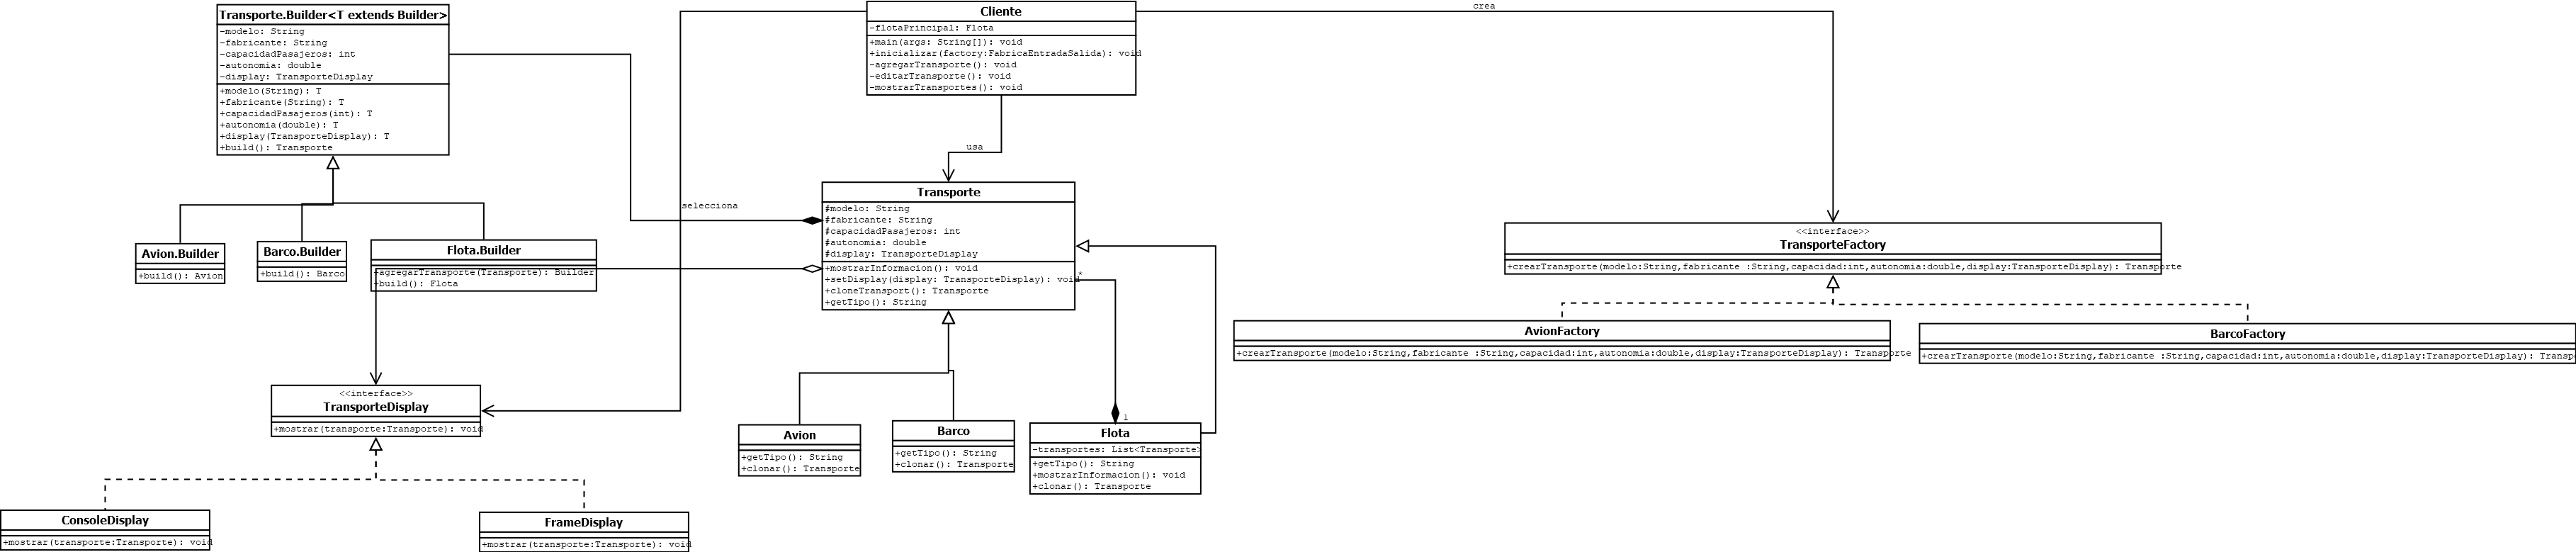 Transporte.Builder<T extends Builder>
-modelo: String
-fabricante: String
-capacidadPasajeros: int
-autonomia: double
-display: TransporteDisplay
+modelo(String): T
+fabricante(String): T
+capacidadPasajeros(int): T
+autonomia(double): T
+display(TransporteDisplay): T
+build(): Transporte
Cliente
-flotaPrincipal: Flota
+main(args: String[]): void
+inicializar(factory:FabricaEntradaSalida): void
-agregarTransporte(): void
-editarTransporte(): void
-mostrarTransportes(): void
crea
usa
selecciona
Transporte
#modelo: String
#fabricante: String
#capacidadPasajeros: int
#autonomia: double
#display: TransporteDisplay
+mostrarInformacion(): void
+setDisplay(display: TransporteDisplay): void
+cloneTransport(): Transporte
+getTipo(): String
*
1
Avion.Builder
+build(): Avion
Barco.Builder
+build(): Barco
Flota.Builder
+agregarTransporte(Transporte): Builder
+build(): Flota
<<interface>>
TransporteFactory
+crearTransporte(modelo:String,fabricante :String,capacidad:int,autonomia:double,display:TransporteDisplay): Transporte
AvionFactory
+crearTransporte(modelo:String,fabricante :String,capacidad:int,autonomia:double,display:TransporteDisplay): Transporte
BarcoFactory
+crearTransporte(modelo:String,fabricante :String,capacidad:int,autonomia:double,display:TransporteDisplay): Transp
<<interface>>
TransporteDisplay
+mostrar(transporte:Transporte): void
Avion
+getTipo(): String
+clonar(): Transporte
Barco
+getTipo(): String
+clonar(): Transporte
Flota
-transportes: List<Transporte>
+getTipo(): String
+mostrarInformacion(): void
+clonar(): Transporte
ConsoleDisplay
+mostrar(transporte:Transporte): void
FrameDisplay
+mostrar(transporte:Transporte): void